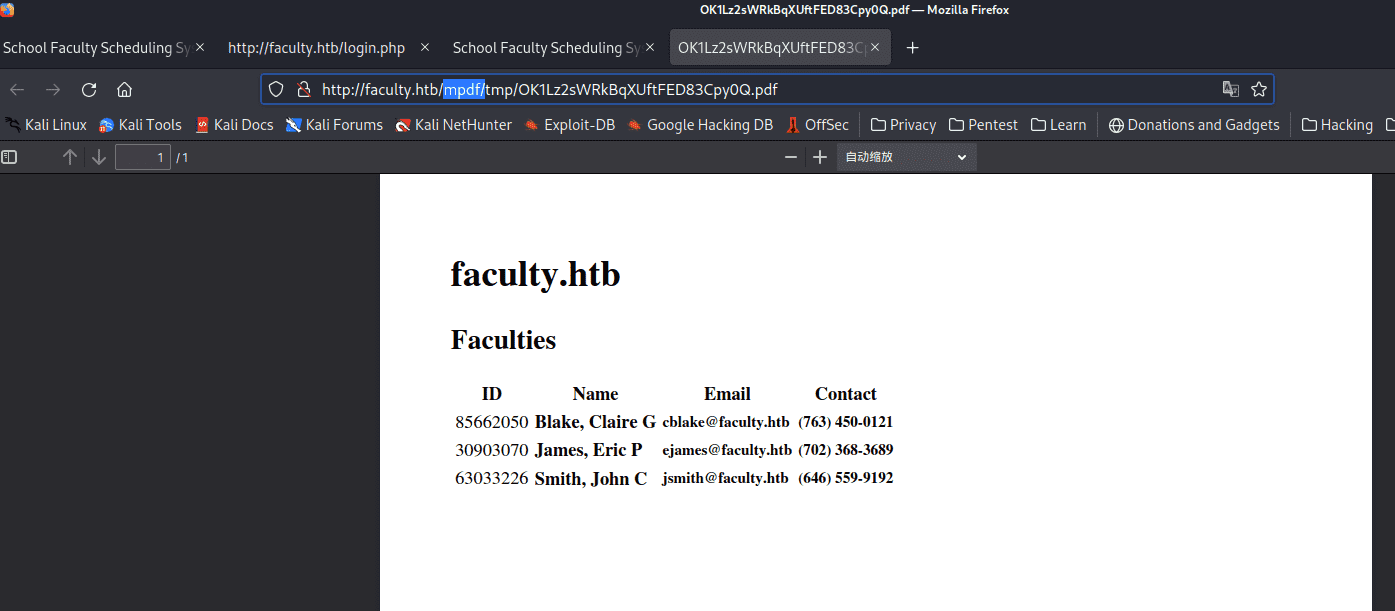 OK1Lz2sWRkBqXUftFED83Cpy0Q.pdf — Mozilla Firefox
School Faculty Scheduling Sy
http://faculty.htb/login.php
School Faculty Scheduling Sy
OK1Lz2sWRkBqXUftFED83C
http://faculty.htb/mpdf/tmp/OK1Lz2sWRkBqXUftFED83Cpy0Q.pdf
Kali Linux Kali Tools Kali Docs Kali Forums Kali NetHunter Exploit-DB Google Hacking DB OffSec Privacy Pentest Learn Donations and Gadgets Hacking
1 / 1 自动缩放
faculty.htb
Faculties
ID Name Email Contact
85662050 Blake, Claire G cblake@faculty.htb (763) 450-0121
30903070 James, Eric P ejames@faculty.htb (702) 368-3689
63033226 Smith, John C jsmith@faculty.htb (646) 559-9192